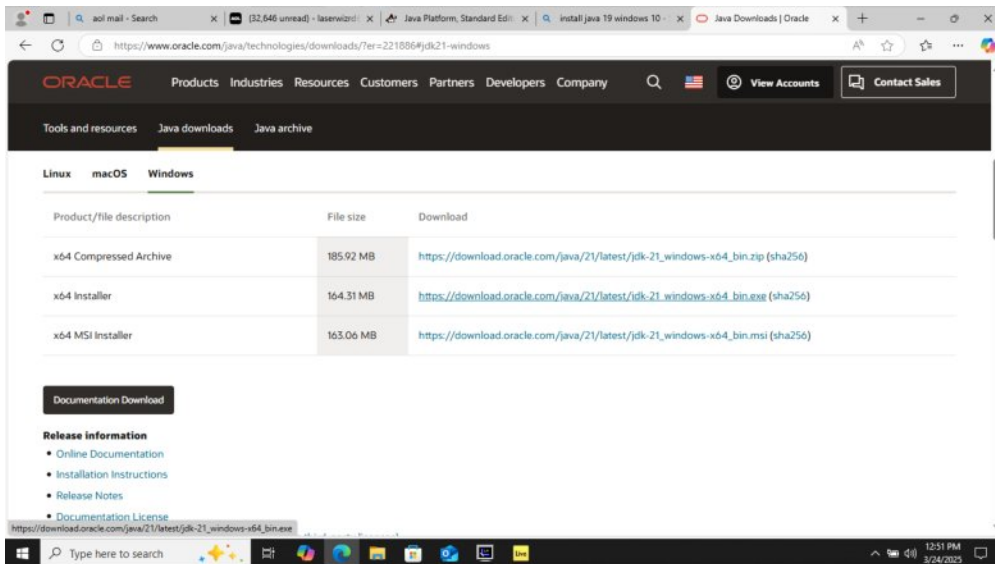 aol mail - Search
(32,646 unread) - laserwizard
Java Platform, Standard Edit
install java 19 windows 10 -
Java Downloads | Oracle
https://www.oracle.com/java/technologies/downloads/?er=221886#jdk21-windows
ORACLE Products Industries Resources Customers Partners Developers Company View Accounts Contact Sales
Tools and resources Java downloads Java archive
Linux macOS Windows
Product/file description File size Download
x64 Compressed Archive 185.92 MB https://download.oracle.com/java/21/latest/jdk-21_windows-x64_bin.zip (sha256)
x64 Installer 164.31 MB https://download.oracle.com/java/21/latest/jdk-21_windows-x64_bin.exe (sha256)
x64 MSI Installer 163.06 MB https://download.oracle.com/java/21/latest/jdk-21_windows-x64_bin.msi (sha256)
Documentation Download
Release information
• Online Documentation
• Installation Instructions
• Release Notes
• Documentation License
https://download.oracle.com/java/21/latest/jdk-21_windows-x64_bin.exe
Type here to search
Live
12:51 PM
3/24/2025